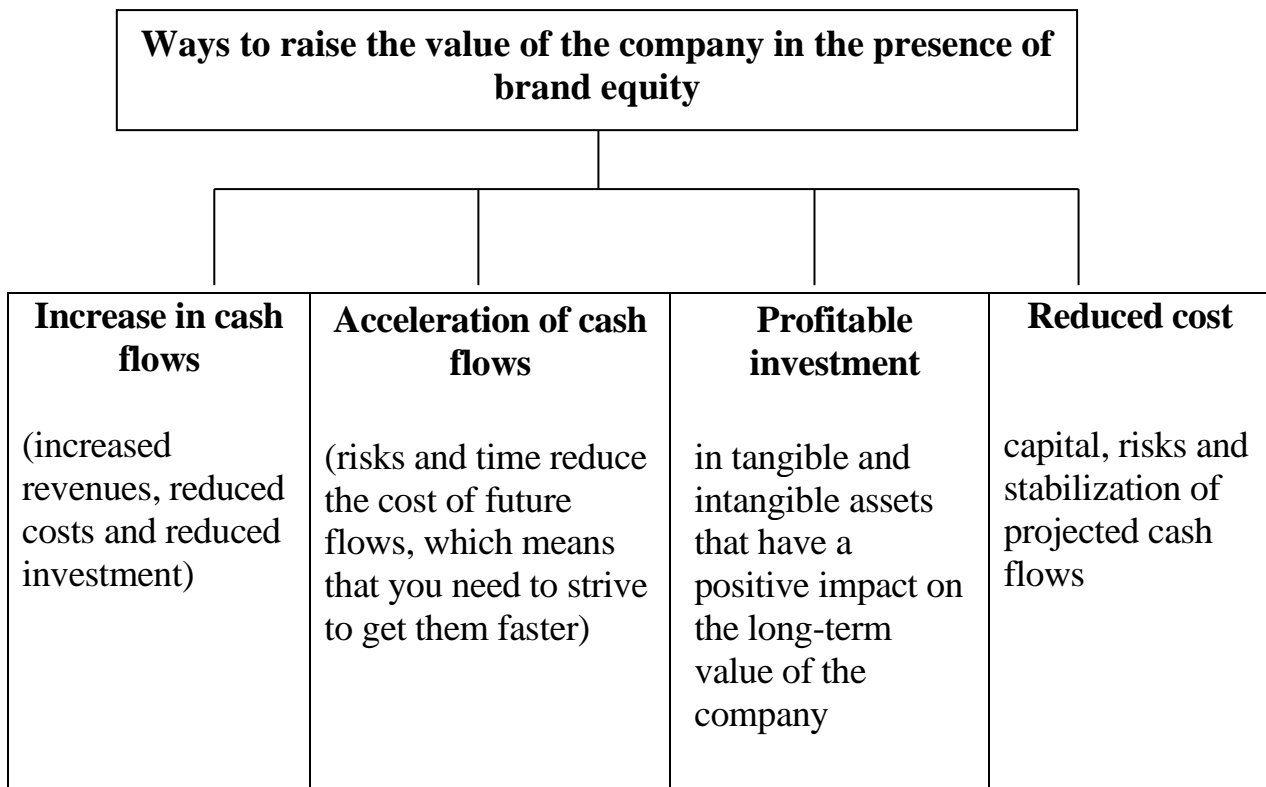 Ways to raise the value of the company in the presence of
brand equity
Increase in cash
flows
(increased
revenues, reduced
costs and reduced
investment)
Acceleration of cash
flows
(risks and time reduce
the cost of future
flows, which means
that you need to strive
to get them faster)
Profitable
investment
in tangible and
intangible assets
that have a
positive impact on
the long-term
value of the
company
Reduced cost
capital, risks and
stabilization of
projected cash
flows